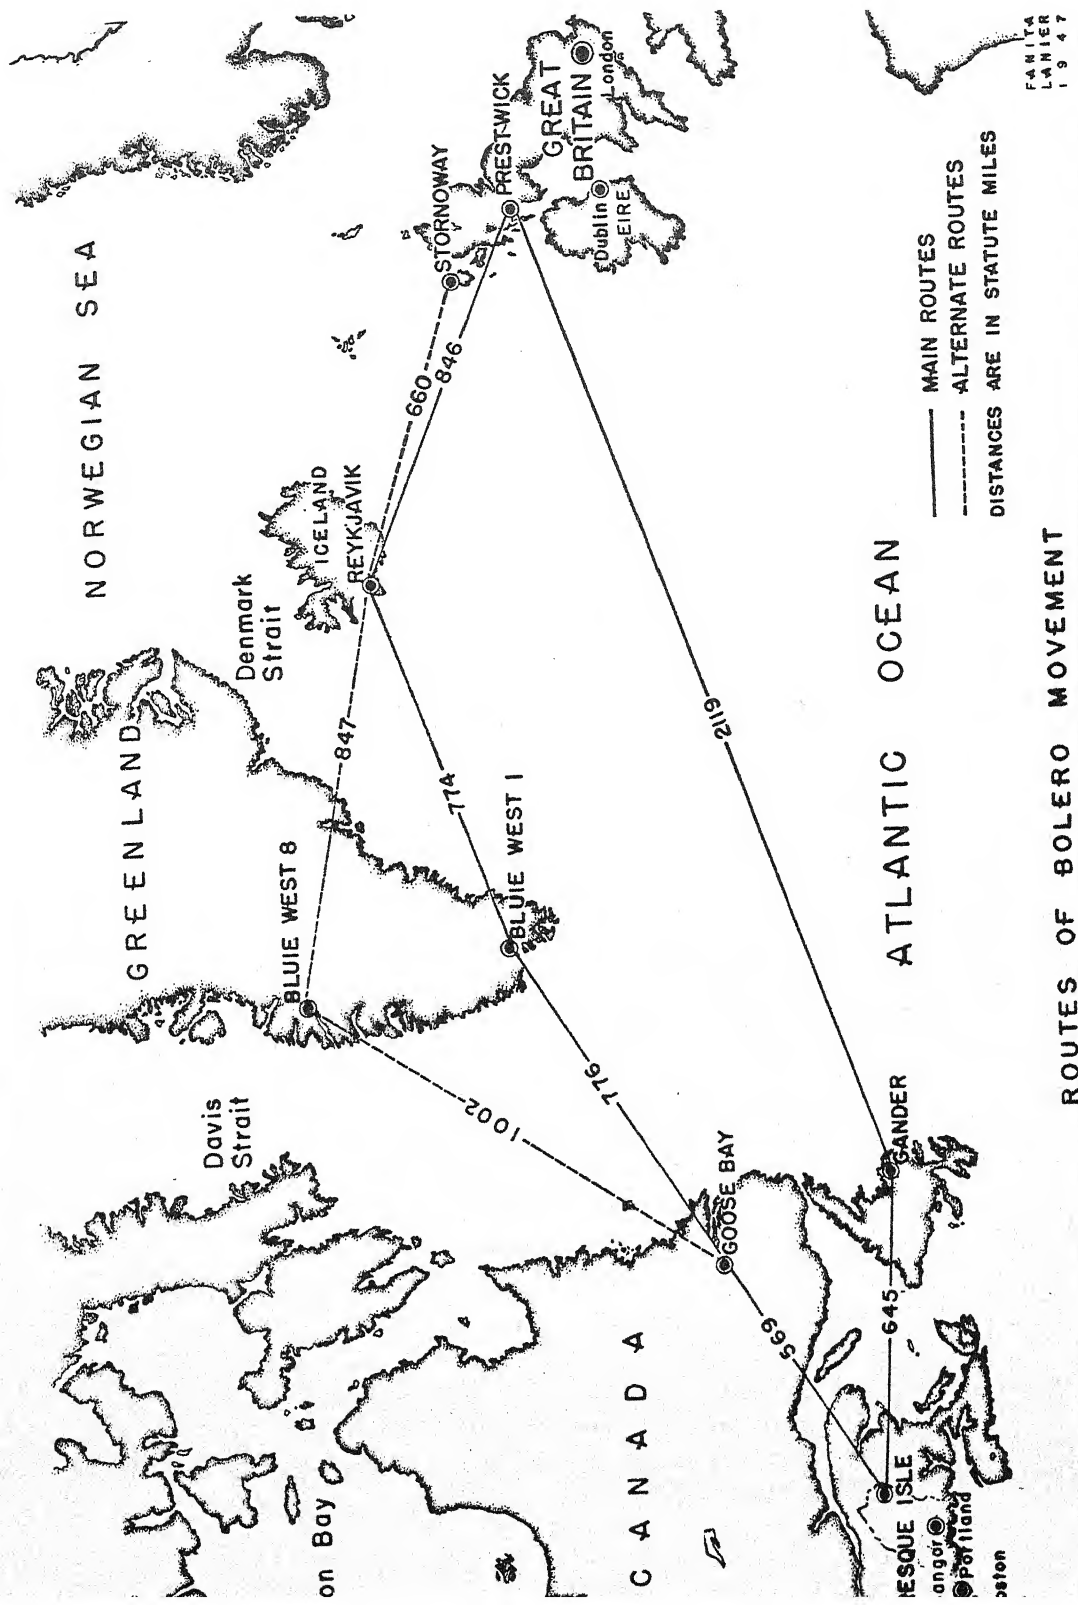 NORWEGIAN SEA
GREENLAND
Denmark
Strait
ICELAND
REYKJAVIK
STORNOWAY
PRESTWICK
GREAT
BRITAIN
London
Dublin
EIRE
BLUIE WEST 8
BLUIE WEST 1
Davis
Strait
847
660
846
774
1002
776
2119
GOOSE BAY
569
645
GANDER
CANADA
on Bay
ESQUE ISLE
angor
Portland
oston
ATLANTIC OCEAN
MAIN ROUTES
ALTERNATE ROUTES
DISTANCES ARE IN STATUTE MILES
ROUTES OF BOLERO MOVEMENT
FANITA
LANIER
1947